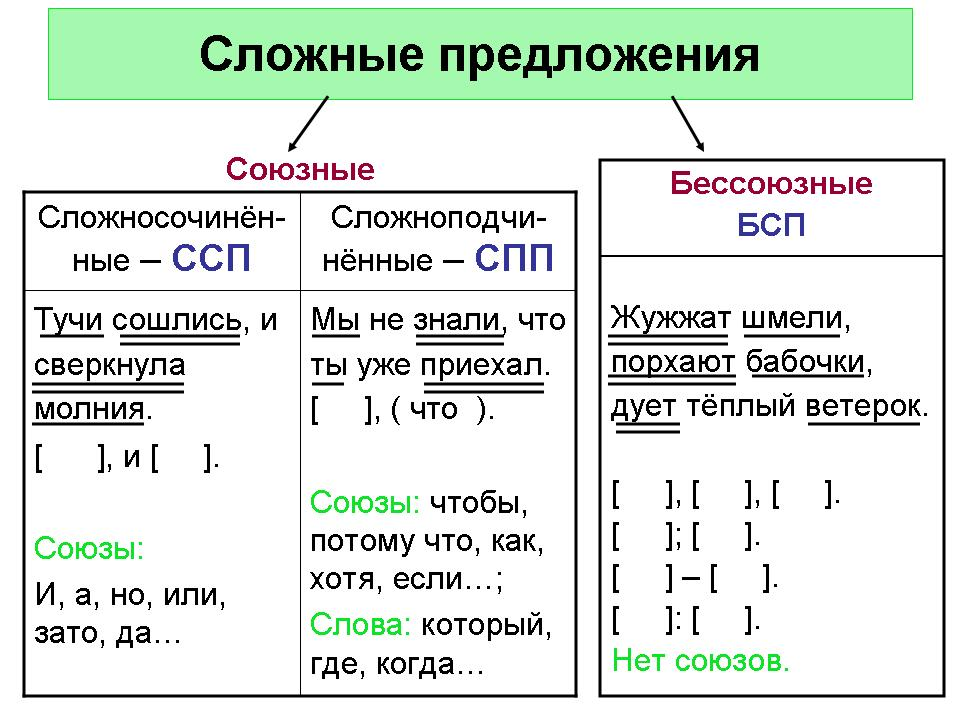 Сложные предложения
Союзные
Сложносочинён-
ные – ССП
Тучи сошлись, и
сверкнула
молния.
[ ], и [ ].
Союзы:
И, а, но, или,
зато, да…
Сложноподчи-
нённые – СПП
Мы не знали, что
ты уже приехал.
[ ], ( что ).
Союзы: чтобы,
потому что, как,
хотя, если…;
Слова: который,
где, когда…
Бессоюзные
БСП
Жужжат шмели,
порхают бабочки,
дует тёплый ветерок.
[ ], [ ], [ ].
[ ]; [ ].
[ ] – [ ].
[ ]: [ ].
Нет союзов.